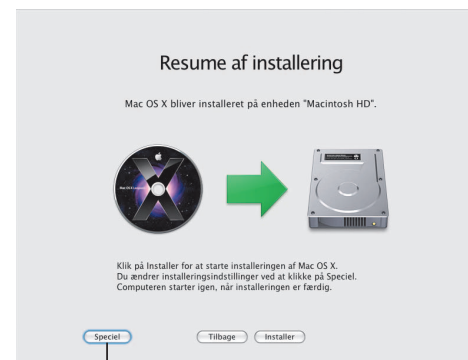 Resume af installering
Mac OS X bliver installeret på enheden "Macintosh HD".
Klik på Installer for at starte installeringen af Mac OS X.
Du ændrer installeringsindstillinger ved at klikke på Speciel.
Computeren starter igen, når installeringen er færdig.
Speciel
Tilbage
Installer